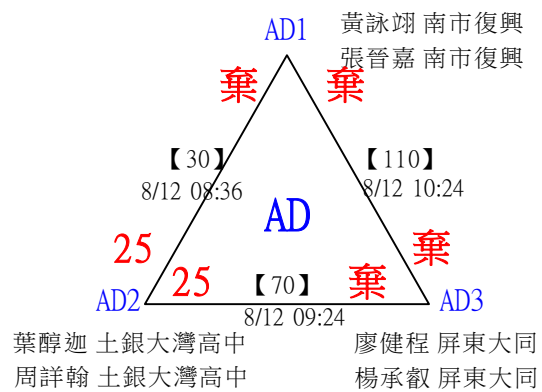 AD1
黃詠翊 南市復興
張晉嘉 南市復興
棄
棄
【30】
8/12 08:36
【110】
8/12 10:24
AD
25
棄
25
【70】
棄
AD2
8/12 09:24
AD3
葉醇迦 土銀大灣高中
周詳翰 土銀大灣高中
廖健程 屏東大同
楊承叡 屏東大同